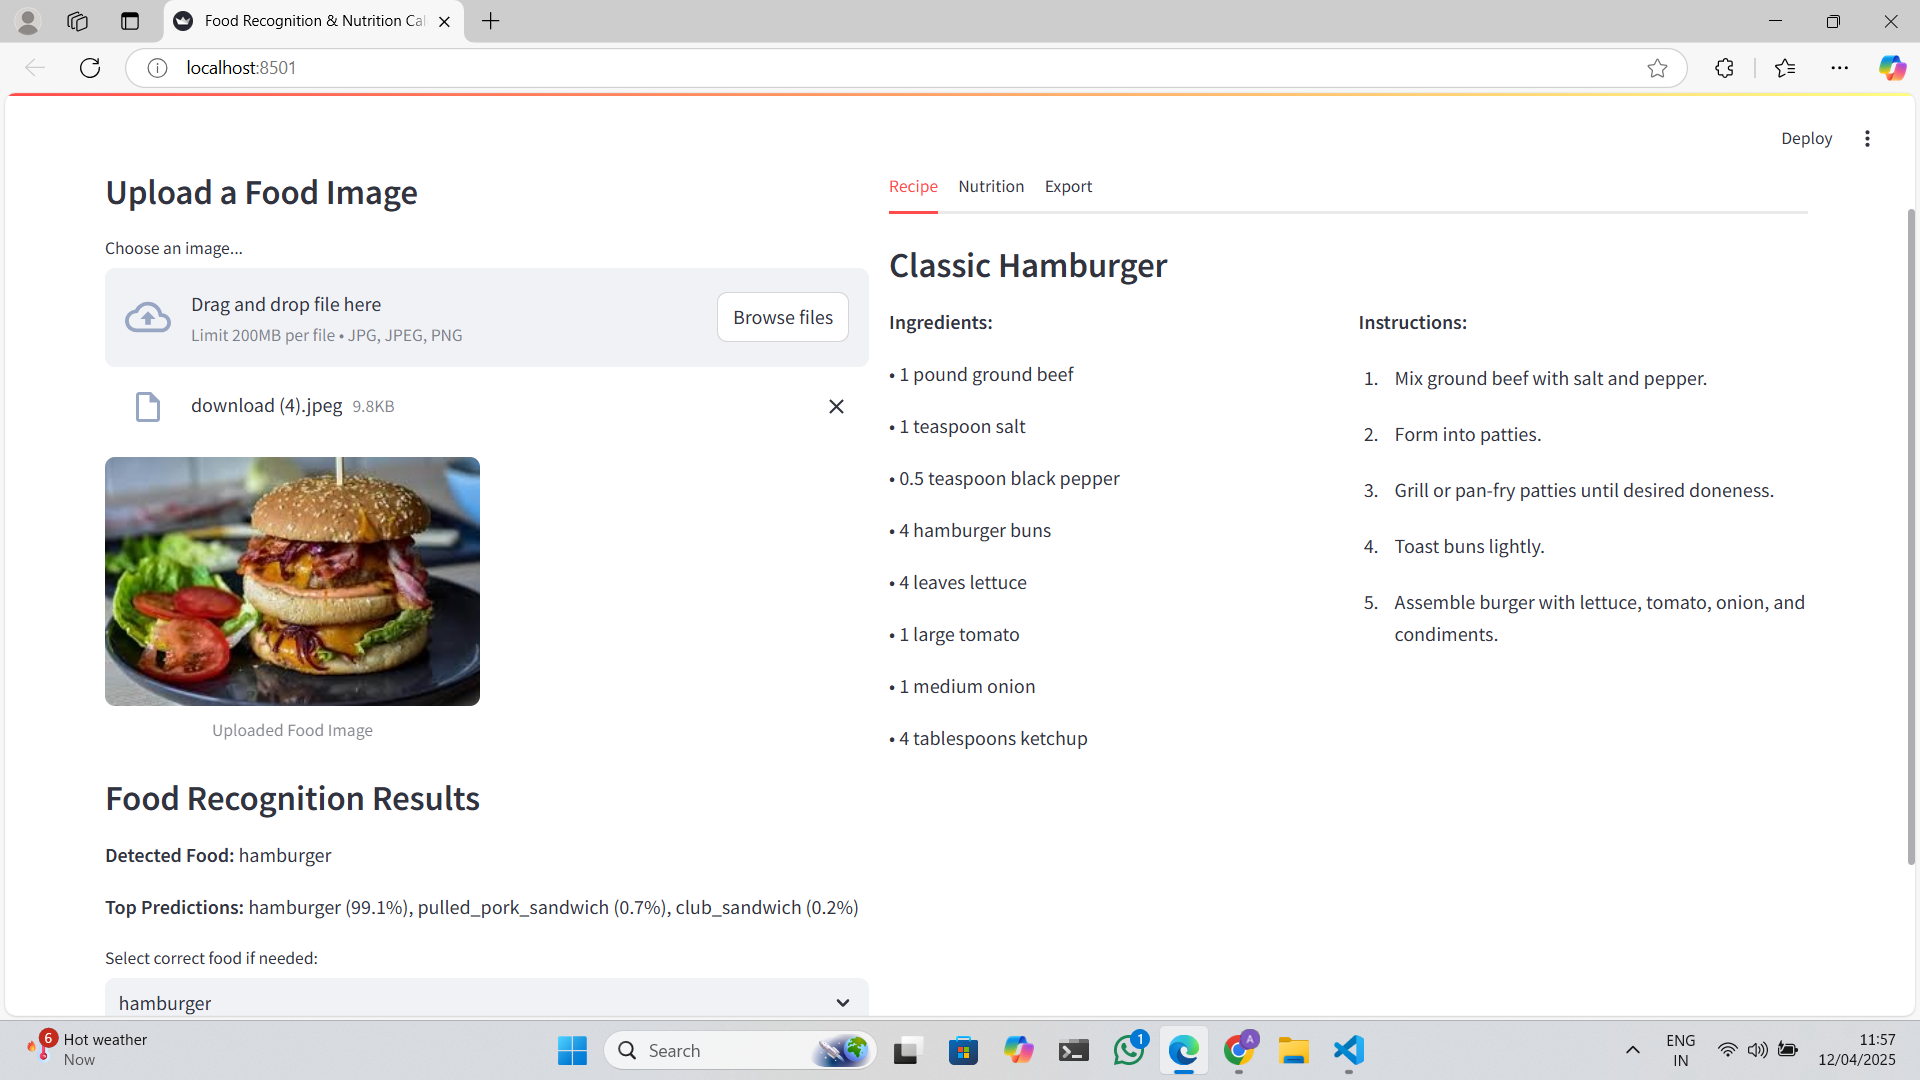 Food Recognition & Nutrition Cal
localhost:8501
Deploy
Upload a Food Image
Choose an image...
Drag and drop file here
Limit 200MB per file • JPG, JPEG, PNG
Browse files
download (4).jpeg 9.8KB
Uploaded Food Image
Food Recognition Results
Detected Food: hamburger
Top Predictions: hamburger (99.1%), pulled_pork_sandwich (0.7%), club_sandwich (0.2%)
Select correct food if needed:
hamburger
Recipe Nutrition Export
Classic Hamburger
Ingredients:
• 1 pound ground beef
• 1 teaspoon salt
• 0.5 teaspoon black pepper
• 4 hamburger buns
• 4 leaves lettuce
• 1 large tomato
• 1 medium onion
• 4 tablespoons ketchup
Instructions:
1. Mix ground beef with salt and pepper.
2. Form into patties.
3. Grill or pan-fry patties until desired doneness.
4. Toast buns lightly.
5. Assemble burger with lettuce, tomato, onion, and
condiments.
6
Hot weather
Now
Search
1
A
ENG
IN
11:57
12/04/2025